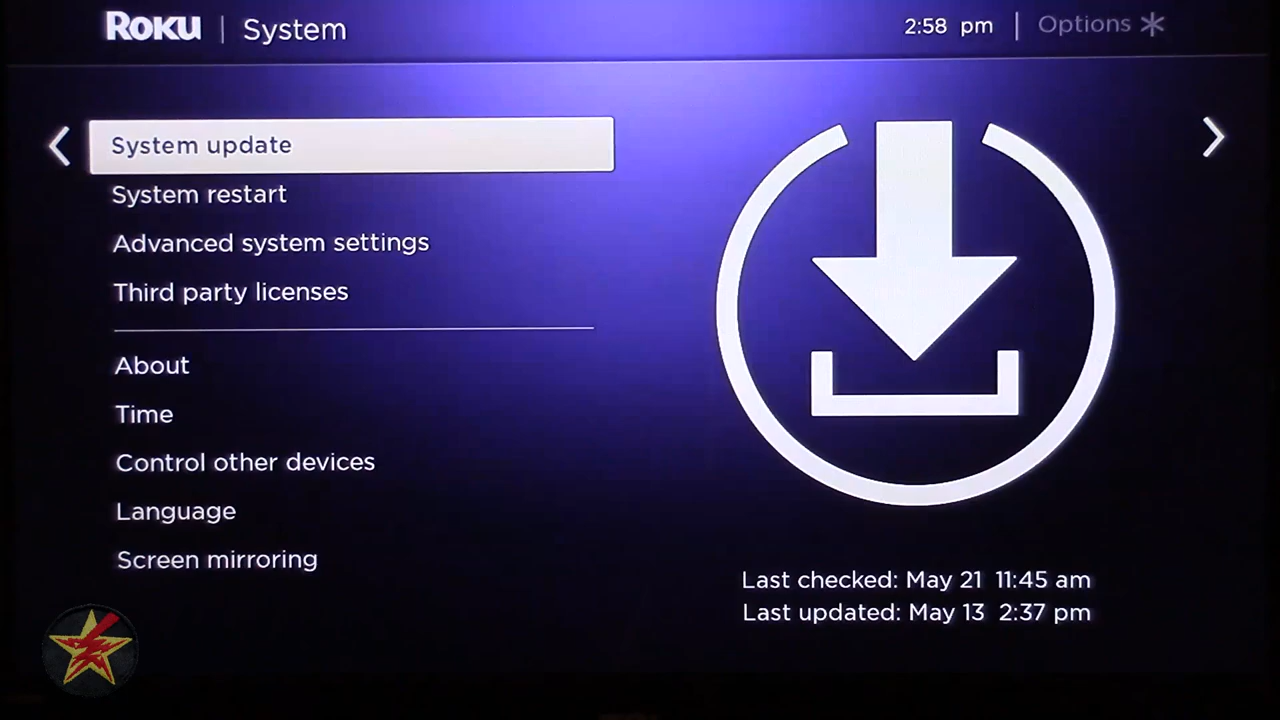 Roku | System
2:58 pm | Options *
System update
System restart
Advanced system settings
Third party licenses
About
Time
Control other devices
Language
Screen mirroring
Last checked: May 21 11:45 am
Last updated: May 13 2:37 pm